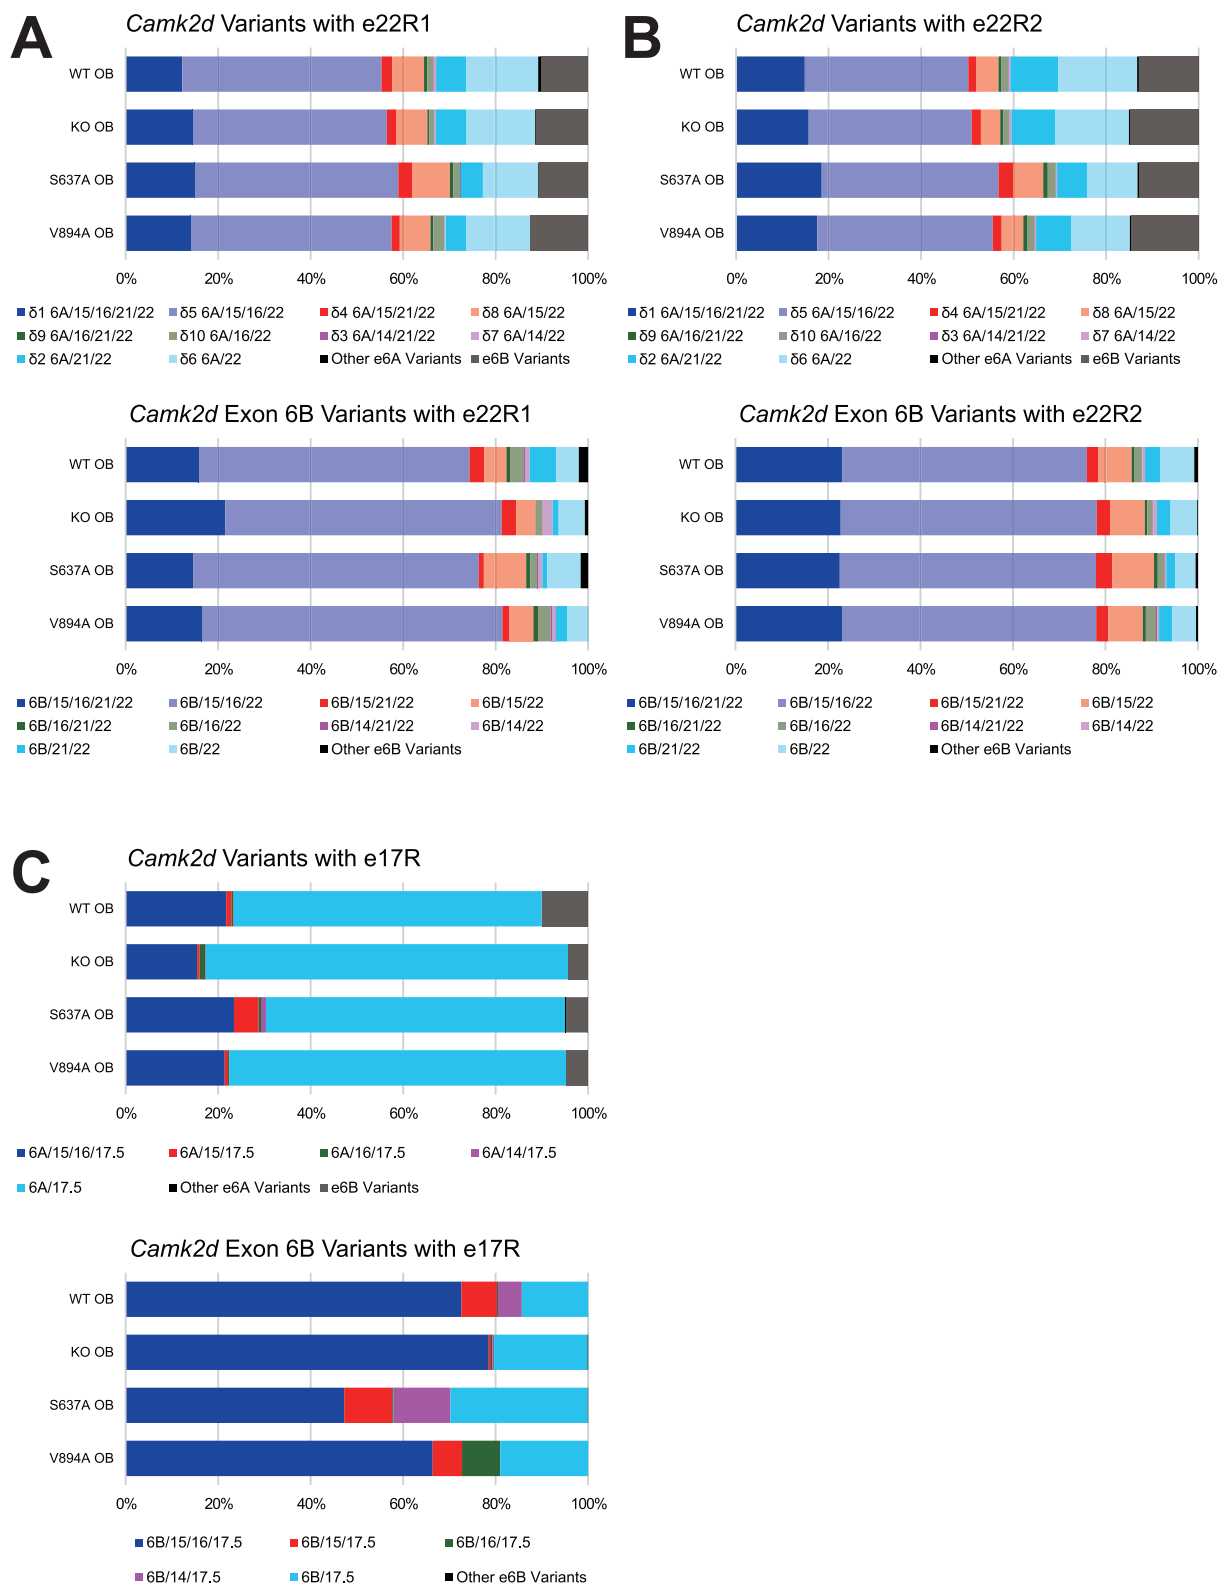 A
Camk2d Variants with e22R1
WT OB
KO OB
S637A OB
V894A OB
0% 20% 40% 60% 80% 100%
δ1 6A/15/16/21/22 δ5 6A/15/16/22 δ4 6A/15/21/22 δ8 6A/15/22
δ9 6A/16/21/22 δ10 6A/16/22 δ3 6A/14/21/22 δ7 6A/14/22
δ2 6A/21/22 δ6 6A/22 Other e6A Variants e6B Variants
Camk2d Exon 6B Variants with e22R1
WT OB
KO OB
S637A OB
V894A OB
0% 20% 40% 60% 80% 100%
6B/15/16/21/22 6B/15/16/22 6B/15/21/22 6B/15/22
6B/16/21/22 6B/16/22 6B/14/21/22 6B/14/22
6B/21/22 6B/22 Other e6B Variants
B
Camk2d Variants with e22R2
WT OB
KO OB
S637A OB
V894A OB
0% 20% 40% 60% 80% 100%
δ1 6A/15/16/21/22 δ5 6A/15/16/22 δ4 6A/15/21/22 δ8 6A/15/22
δ9 6A/16/21/22 δ10 6A/16/22 δ3 6A/14/21/22 δ7 6A/14/22
δ2 6A/21/22 δ6 6A/22 Other e6A Variants e6B Variants
Camk2d Exon 6B Variants with e22R2
WT OB
KO OB
S637A OB
V894A OB
0% 20% 40% 60% 80% 100%
6B/15/16/21/22 6B/15/16/22 6B/15/21/22 6B/15/22
6B/16/21/22 6B/16/22 6B/14/21/22 6B/14/22
6B/21/22 6B/22 Other e6B Variants
C
Camk2d Variants with e17R
WT OB
KO OB
S637A OB
V894A OB
0% 20% 40% 60% 80% 100%
6A/15/16/17.5 6A/15/17.5 6A/16/17.5 6A/14/17.5
6A/17.5 Other e6A Variants e6B Variants
Camk2d Exon 6B Variants with e17R
WT OB
KO OB
S637A OB
V894A OB
0% 20% 40% 60% 80% 100%
6B/15/16/17.5 6B/15/17.5 6B/16/17.5
6B/14/17.5 6B/17.5 Other e6B Variants